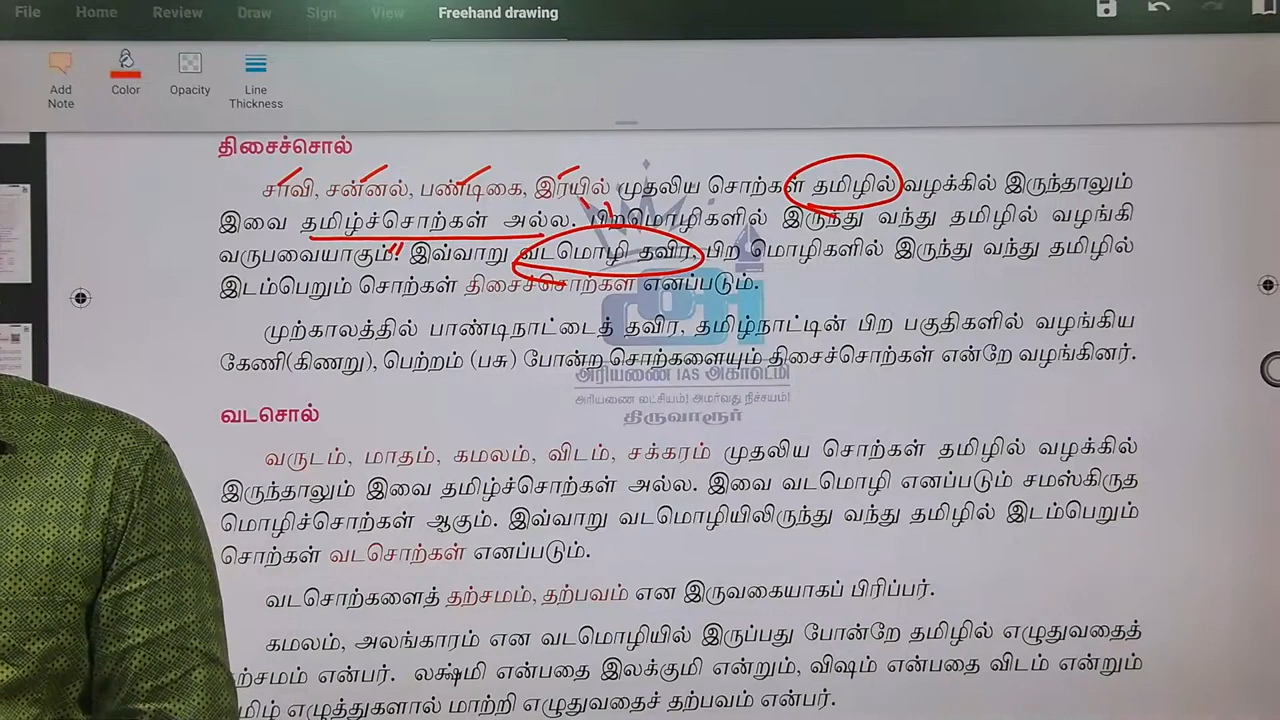 File Home Review Draw Sign View Freehand drawing
Add Note Color Opacity Line Thickness
திசைச்சொல்
சாவி, சன்னல், பண்டிகை, இரயில் முதலிய சொற்கள் தமிழில் வழக்கில் இருந்தாலும்
இவை தமிழ்ச்சொற்கள் அல்ல. பிறமொழிகளில் இருந்து வந்து தமிழில் வழங்கி
வருபவையாகும். இவ்வாறு வடமொழி தவிர, பிற மொழிகளில் இருந்து வந்து தமிழில்
இடம்பெறும் சொற்கள் திசைச்சொற்கள் எனப்படும்.
முற்காலத்தில் பாண்டிநாட்டைத் தவிர, தமிழ்நாட்டின் பிற பகுதிகளில் வழங்கிய
கேணி(கிணறு), பெற்றம் (பசு) போன்ற சொற்களையும் திசைச்சொற்கள் என்றே வழங்கினர்.
அரியணை IAS அகாடெமி
அரியணை லட்சியம்! அமர்வது நிச்சயம்!
திருவாரூர்
வடசொல்
வருடம், மாதம், கமலம், விடம், சக்கரம் முதலிய சொற்கள் தமிழில் வழக்கில்
இருந்தாலும் இவை தமிழ்ச்சொற்கள் அல்ல. இவை வடமொழி எனப்படும் சமஸ்கிருத
மொழிச்சொற்கள் ஆகும். இவ்வாறு வடமொழியிலிருந்து வந்து தமிழில் இடம்பெறும்
சொற்கள் வடசொற்கள் எனப்படும்.
வடசொற்களைத் தற்சமம், தற்பவம் என இருவகையாகப் பிரிப்பர்.
கமலம், அலங்காரம் என வடமொழியில் இருப்பது போன்றே தமிழில் எழுதுவதைத்
தற்சமம் என்பர். லக்ஷ்மி என்பதை இலக்குமி என்றும், விஷம் என்பதை விடம் என்றும்
தமிழ் எழுத்துகளால் மாற்றி எழுதுவதைச் தற்பவம் என்பர்.